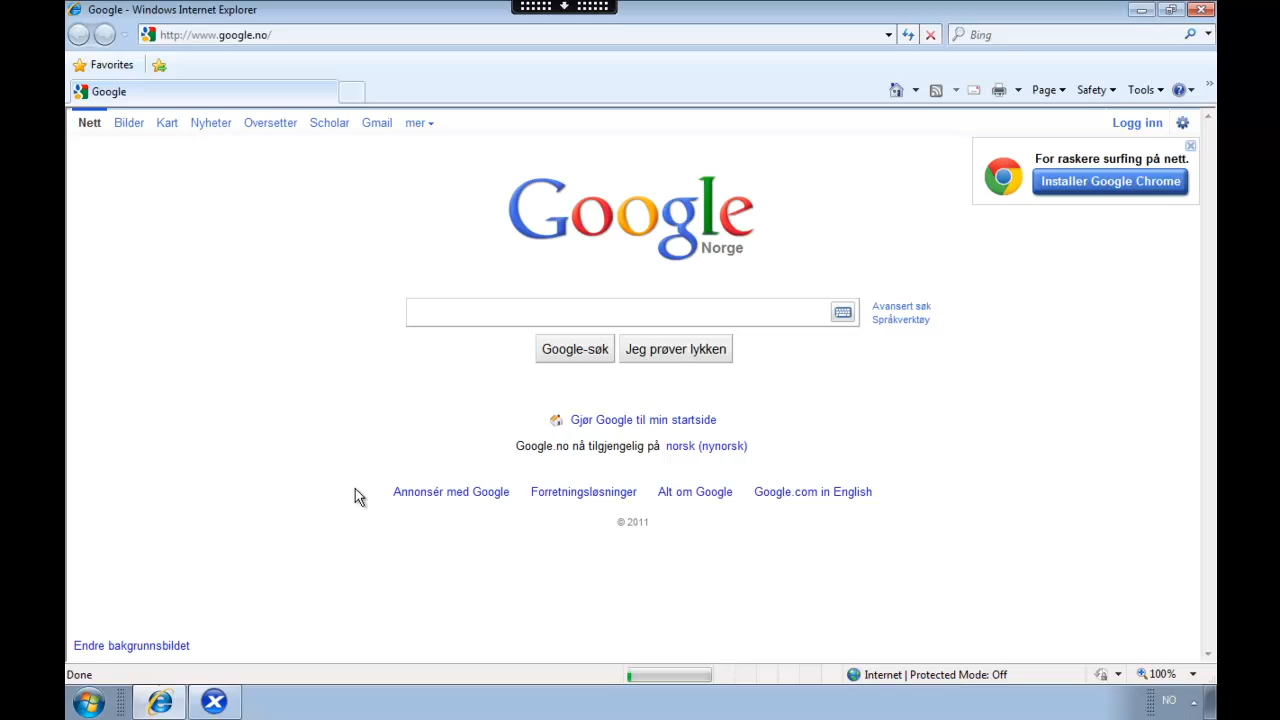 Google - Windows Internet Explorer
http://www.google.no/
Bing
Favorites
Google
Page
Safety
Tools
Nett Bilder Kart Nyheter Oversetter Scholar Gmail mer
Logg inn
For raskere surfing på nett.
Installer Google Chrome
Google
Norge
Avansert søk
Språkverktøy
Google-søk
Jeg prøver lykken
Gjør Google til min startside
Google.no nå tilgjengelig på norsk (nynorsk)
Annonsér med Google Forretningsløsninger Alt om Google Google.com in English
© 2011
Endre bakgrunnsbildet
Done
Internet | Protected Mode: Off
100%
NO